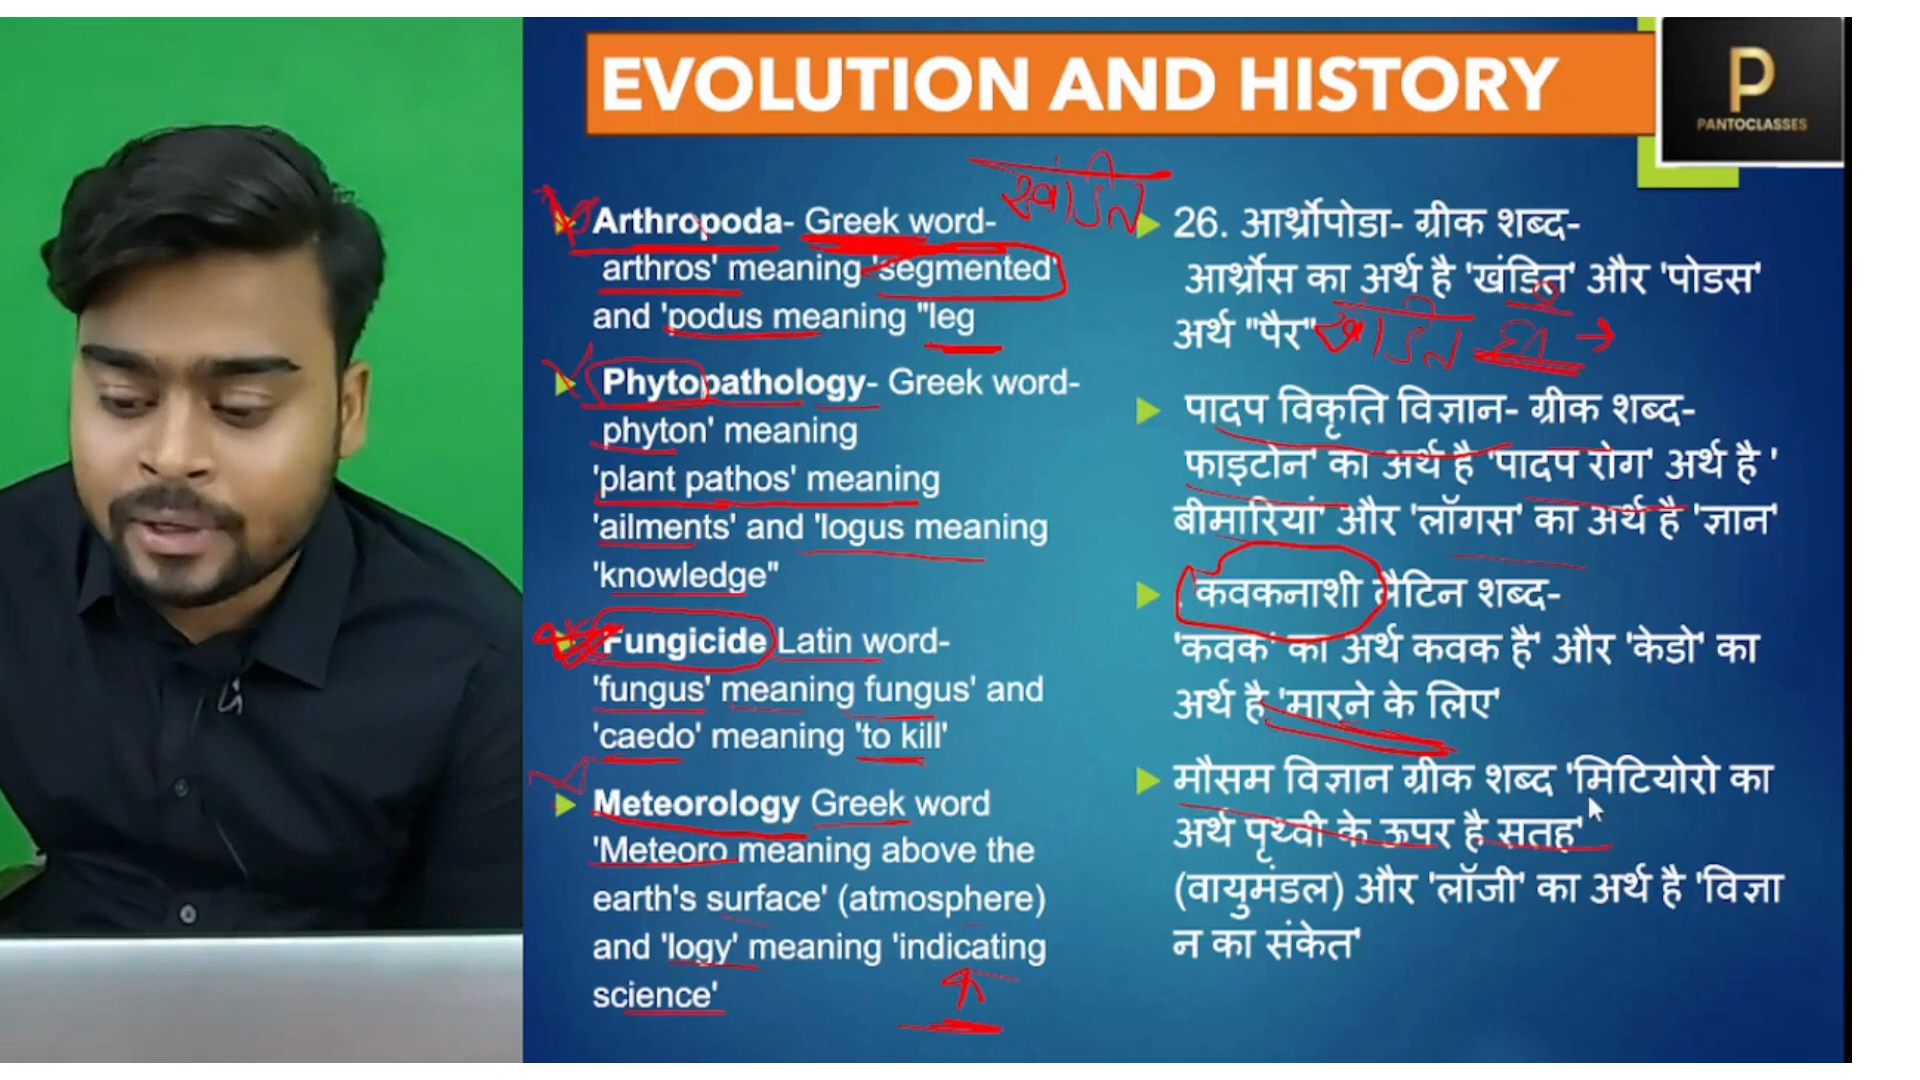 EVOLUTION AND HISTORY
P
PANTOCLASSES
खंडित
Arthropoda- Greek word-
arthros' meaning 'segmented'
and 'podus meaning "leg
Phytopathology- Greek word-
phyton' meaning
'plant pathos' meaning
'ailments' and 'logus meaning
'knowledge"
Fungicide Latin word-
'fungus' meaning fungus' and
'caedo' meaning 'to kill'
Meteorology Greek word
'Meteoro meaning above the
earth's surface' (atmosphere)
and 'logy' meaning 'indicating
science'
26. आर्थ्रोपोडा- ग्रीक शब्द-
आर्थ्रोस का अर्थ है 'खंडित' और 'पोडस'
अर्थ "पैर"
खंडित
पादप विकृति विज्ञान- ग्रीक शब्द-
फाइटोन' का अर्थ है 'पादप रोग' अर्थ है '
बीमारियां' और 'लॉगस' का अर्थ है 'ज्ञान'
. कवकनाशी लैटिन शब्द-
'कवक' का अर्थ कवक है' और 'केडो' का
अर्थ है 'मारने के लिए'
मौसम विज्ञान ग्रीक शब्द 'मिटियोरो का
अर्थ पृथ्वी के ऊपर है सतह'
(वायुमंडल) और 'लॉजी' का अर्थ है 'विज्ञा
न का संकेत'